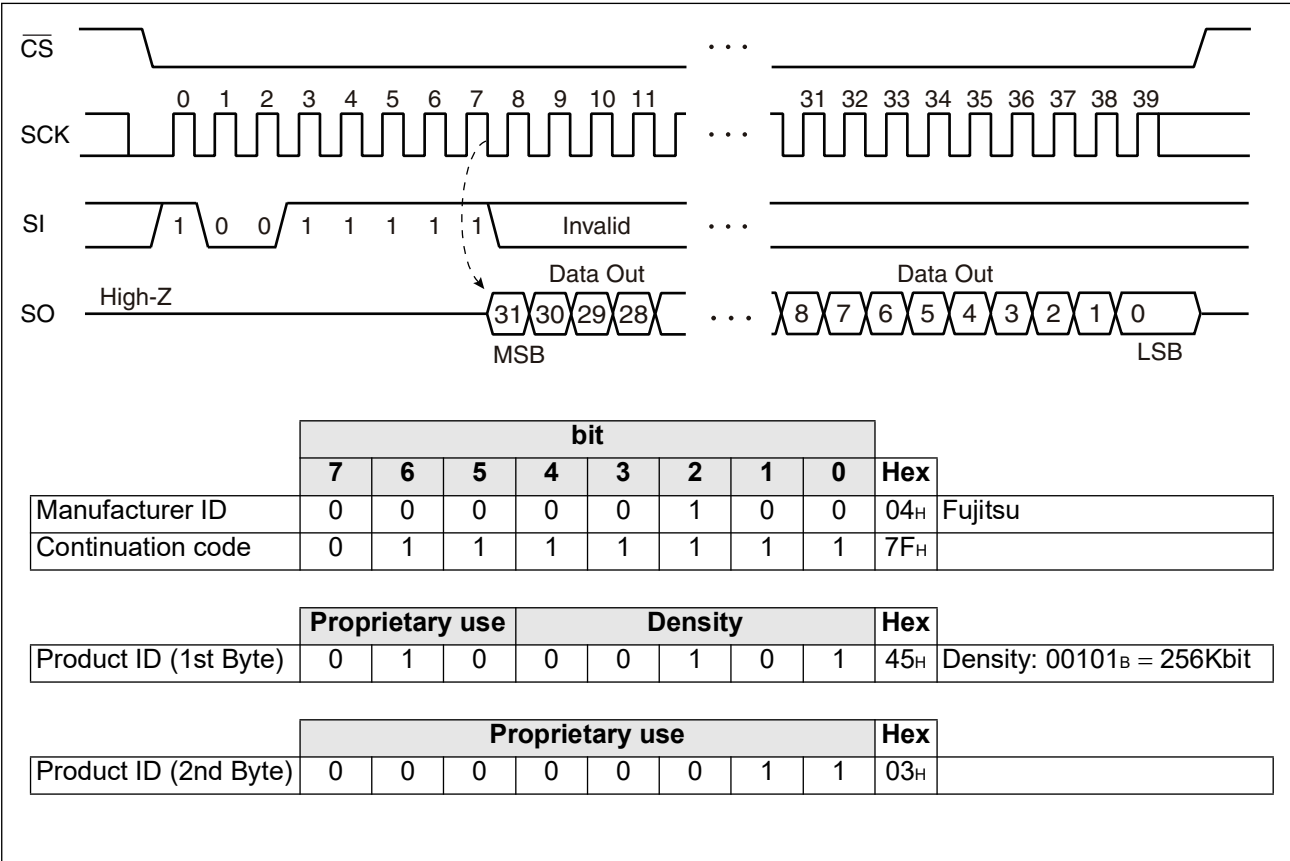 CS
0 1 2 3 4 5 6 7 8 9 10 11 31 32 33 34 35 36 37 38 39
SCK
SI 1 0 0 1 1 1 1 1 Invalid
Data Out Data Out
High-Z
SO 31 30 29 28 8 7 6 5 4 3 2 1 0
MSB LSB
bit
7 6 5 4 3 2 1 0 Hex
Manufacturer ID 0 0 0 0 0 1 0 0 04H Fujitsu
Continuation code 0 1 1 1 1 1 1 1 7FH
Proprietary use Density Hex
Product ID (1st Byte) 0 1 0 0 0 1 0 1 45H Density: 00101B = 256Kbit
Proprietary use Hex
Product ID (2nd Byte) 0 0 0 0 0 0 1 1 03H